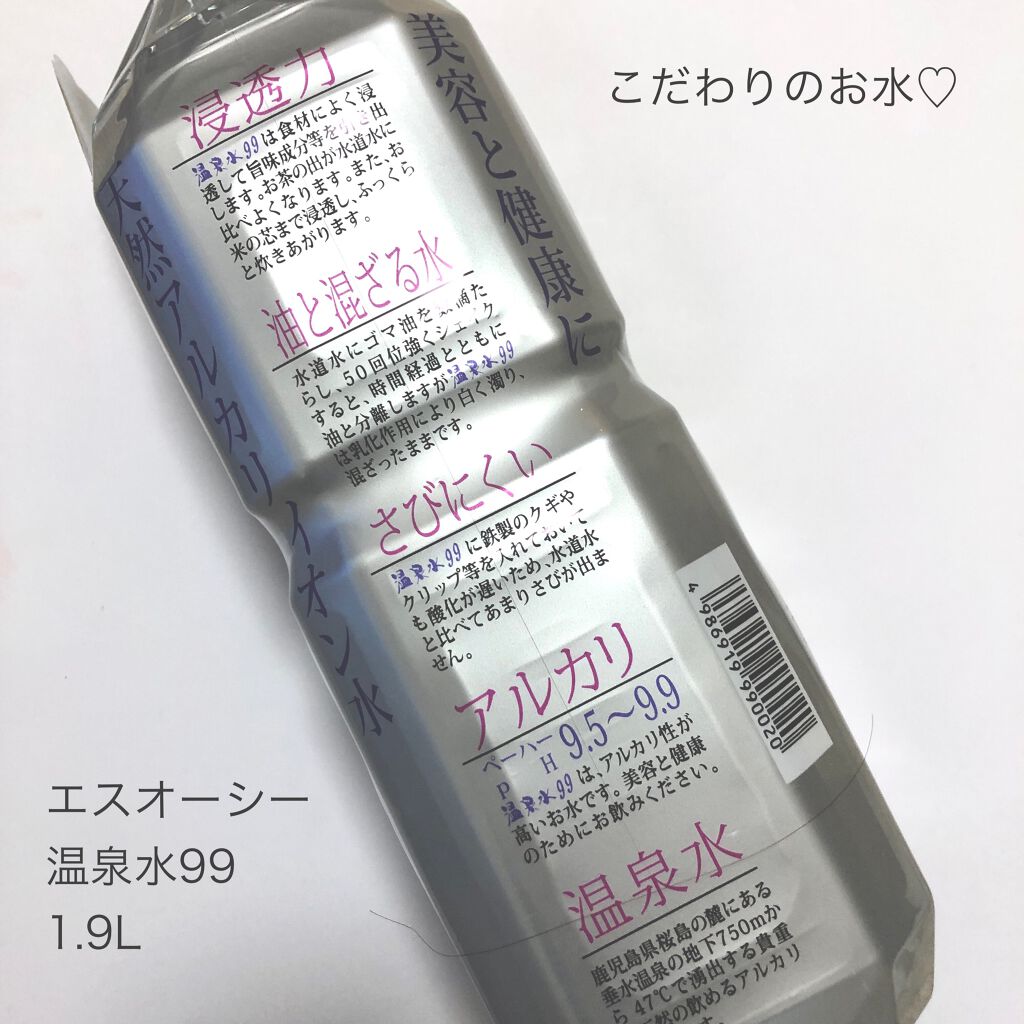 こだわりのお水♡
美容と健康に
天然アルカリイオン水
浸透力
温泉水99は食材によく浸
透して旨味成分等を引き出
します。お茶の出が水道水に
比べよくなります。また、お
米の芯まで浸透し、ふっくら
と炊きあがります。
油と混ざる水
水道水にゴマ油を 滴た
らし、50回位強くシェイク
すると、時間経過とともに
油と分離しますが温泉水99
は乳化作用により白く濁り、
混ざったままです。
さびにくい
温泉水99に鉄製のクギや
クリップ等を入れておいて
も酸化が遅いため、水道水
と比べてあまりさびが出ま
せん。
アルカリ
ペーハー
PH 9.5〜9.9
温泉水99は、アルカリ性が
高いお水です。美容と健康
のためにお飲みください。
温泉水
鹿児島県桜島の麓にある
垂水温泉の地下750mか
ら47℃で湧出する貴重
天然の飲めるアルカリ
す。
4 986919 990020
エスオーシー
温泉水99
1.9L